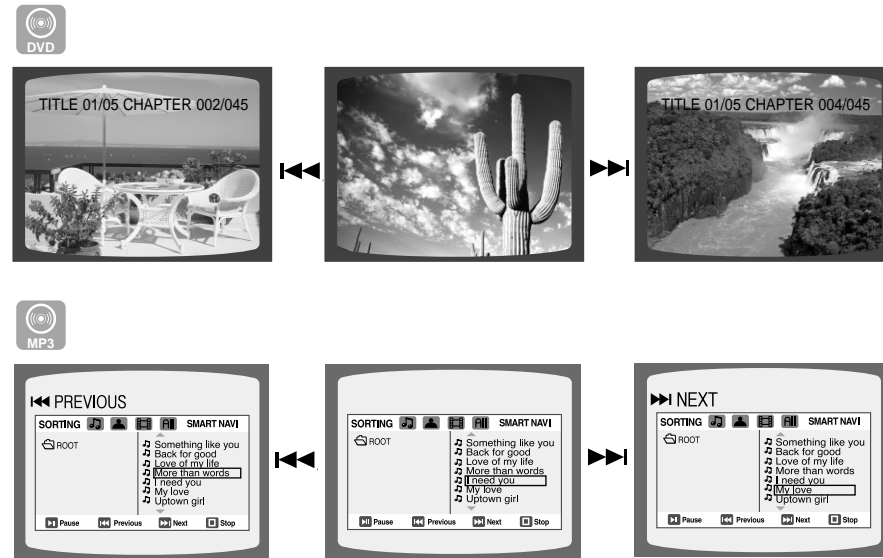 DVD
TITLE 01/05 CHAPTER 002/045
TITLE 01/05 CHAPTER 004/045
MP3
PREVIOUS
SORTING All SMART NAVI
ROOT
Something like you
Back for good
Love of my life
More than words
I need you
My love
Uptown girl
Pause Previous Next Stop
SORTING All SMART NAVI
ROOT
Something like you
Back for good
Love of my life
More than words
I need you
My love
Uptown girl
Pause Previous Next Stop
NEXT
SORTING All SMART NAVI
ROOT
Something like you
Back for good
Love of my life
More than words
I need you
My love
Uptown girl
Pause Previous Next Stop